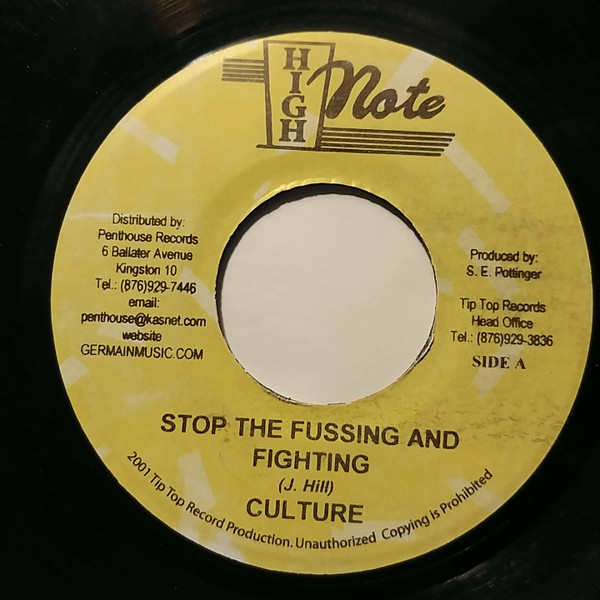 HIGH Note
Distributed by:
Penthouse Records
6 Ballater Avenue
Kingston 10
Tel.: (876)929-7446
email:
penthouse@kasnet.com
website
GERMAINMUSIC.COM
Produced by:
S. E. Pottinger
Tip Top Records
Head Office
Tel.: (876)929-3836
SIDE A
STOP THE FUSSING AND
FIGHTING
(J. Hill)
CULTURE
2001 Tip Top Record Production. Unauthorized Copying is Prohibited